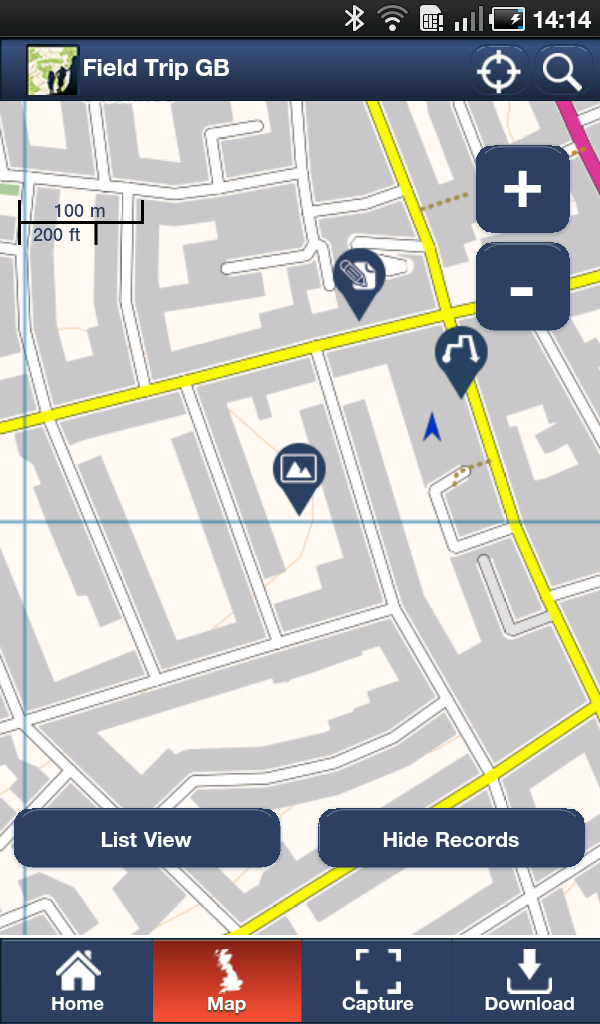 14:14
Field Trip GB
+
100 m
200 ft
-
List View
Hide Records
Home
Map
Capture
Download